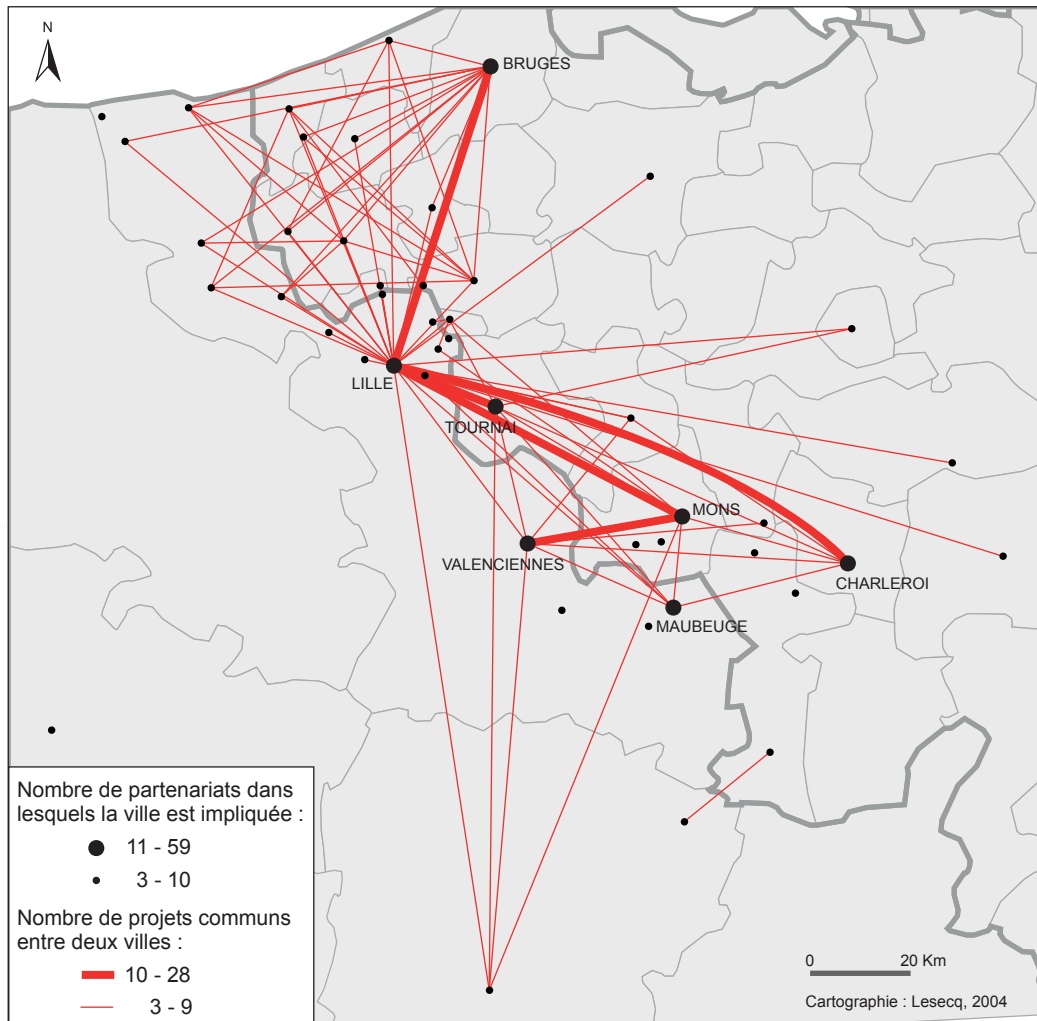 N
BRUGES
LILLE
TOURNAI
MONS
VALENCIENNES
CHARLEROI
MAUBEUGE
Nombre de partenariats dans
lesquels la ville est impliquée :
11 - 59
3 - 10
Nombre de projets communs
entre deux villes :
10 - 28
3 - 9
0 20 Km
Cartographie : Lesecq, 2004